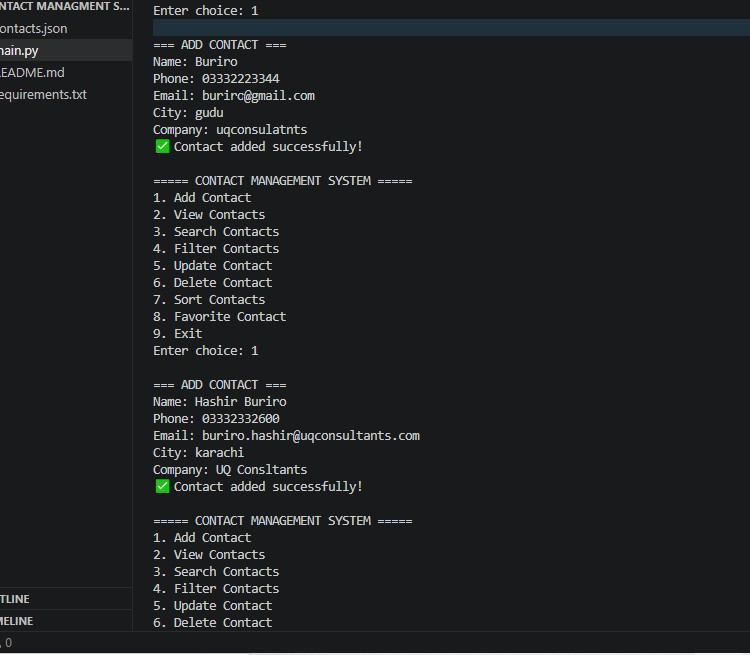 NTACT MANAGMENT S...
ontacts.json
nain.py
EADME.md
equirements.txt
TLINE
MELINE
0
Enter choice: 1
=== ADD CONTACT ===
Name: Buriro
Phone: 03332223344
Email: buriro@gmail.com
City: gudu
Company: uqconsulatnts
✅ Contact added successfully!
===== CONTACT MANAGEMENT SYSTEM =====
1. Add Contact
2. View Contacts
3. Search Contacts
4. Filter Contacts
5. Update Contact
6. Delete Contact
7. Sort Contacts
8. Favorite Contact
9. Exit
Enter choice: 1
=== ADD CONTACT ===
Name: Hashir Buriro
Phone: 03332332600
Email: buriro.hashir@uqconsultants.com
City: karachi
Company: UQ Consltants
✅ Contact added successfully!
===== CONTACT MANAGEMENT SYSTEM =====
1. Add Contact
2. View Contacts
3. Search Contacts
4. Filter Contacts
5. Update Contact
6. Delete Contact